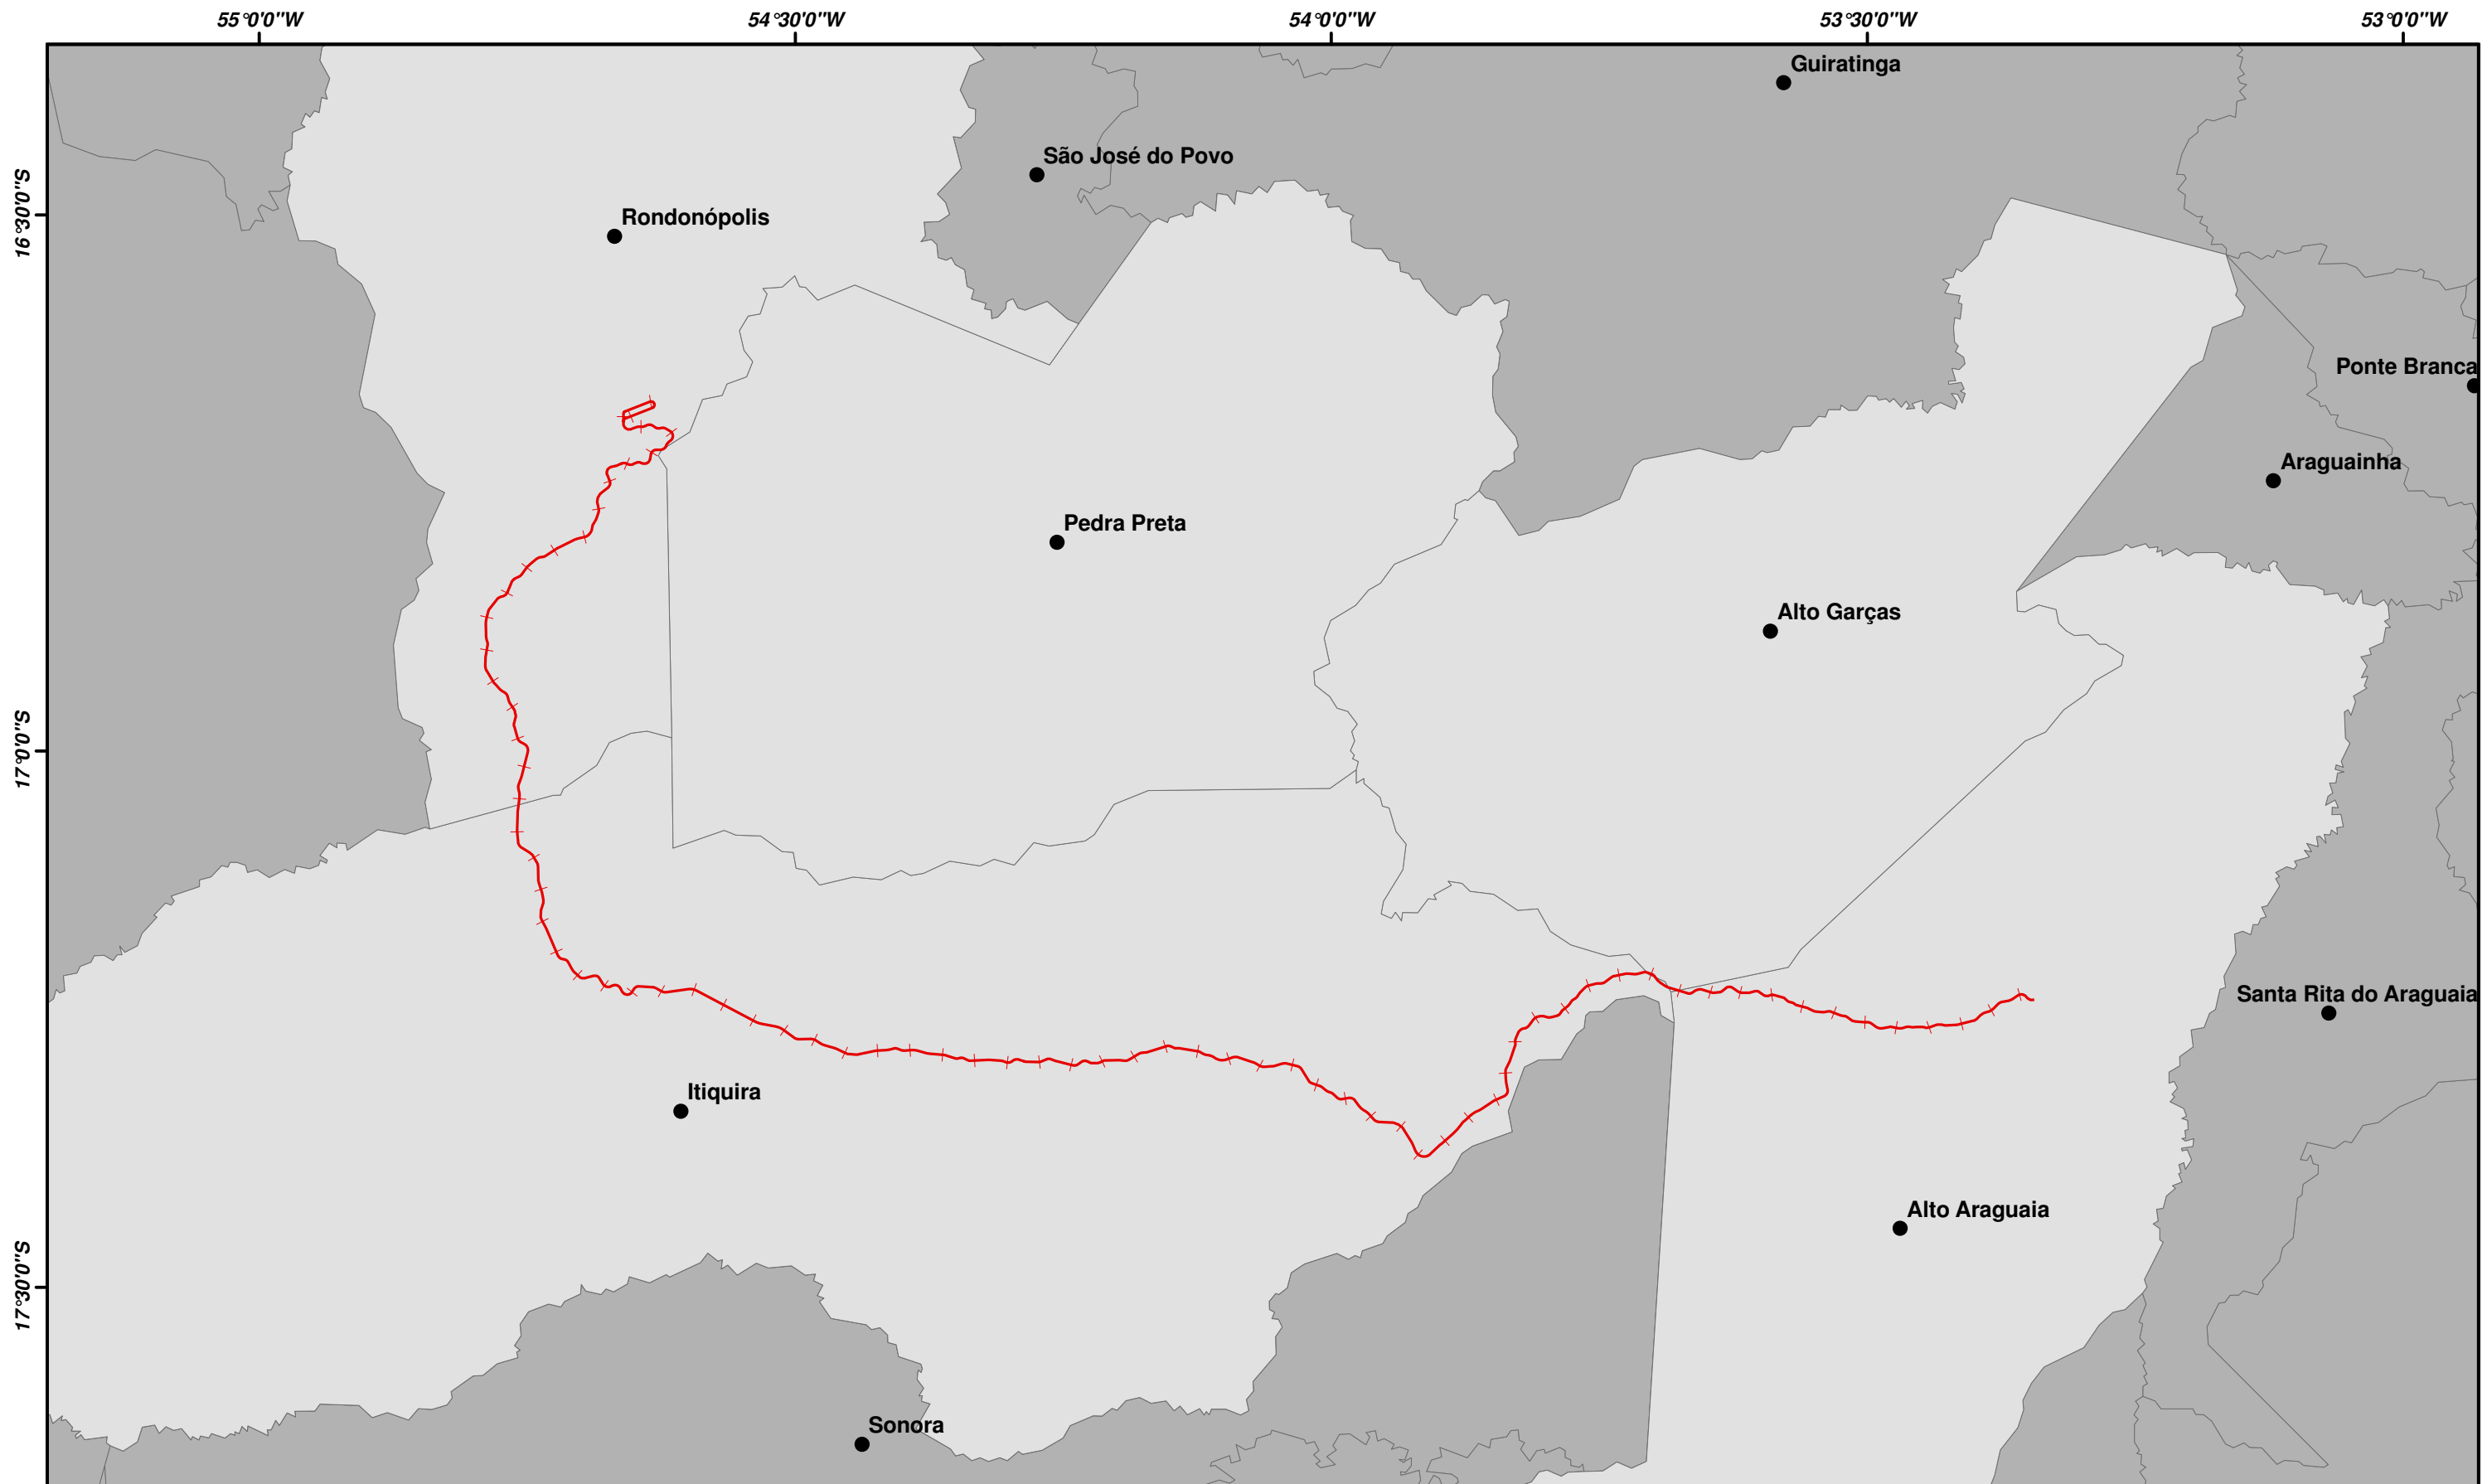 55°0'0"W
54°30'0"W
54°0'0"W
53°30'0"W
53°0'0"W
Guiratinga
São José do Povo
16°30'0"S
Rondonópolis
Ponte Branca
Araguainha
Pedra Preta
Alto Garças
17°0'0"S
Santa Rita do Araguaia
Itiquira
Alto Araguaia
17°30'0"S
Sonora